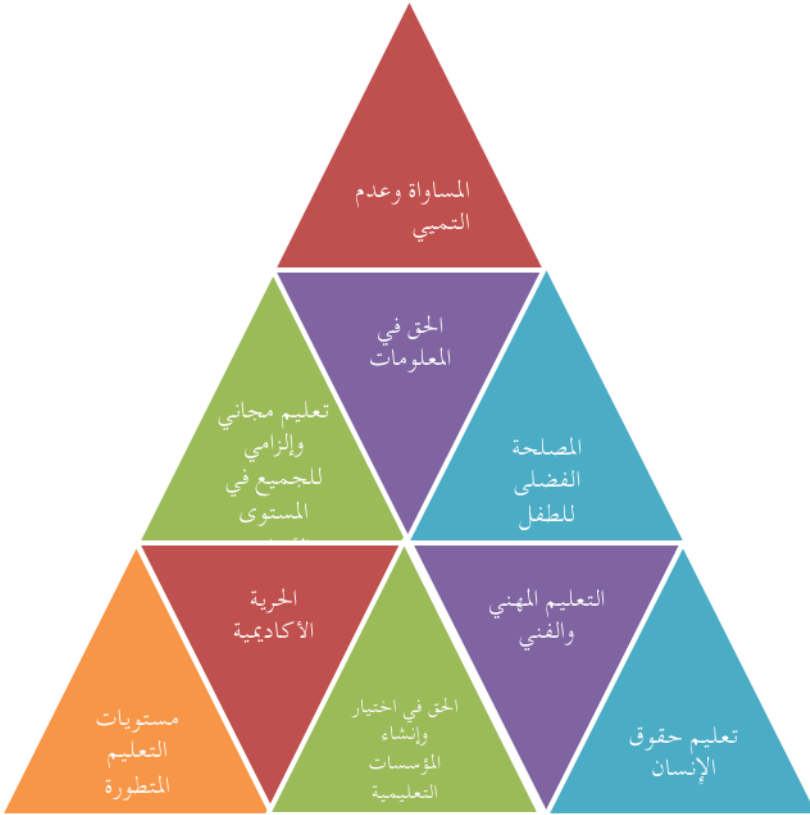 المساواة وعدم
التميي
الحق في
المعلومات
تعليم مجاني
وإلزامي
للجميع في
المستوى
المصلحة
الفضلى
للطفل
الحرية
الأكاديمية
التعليم المهني
والفني
مستويات
التعليم
المتطورة
الحق في اختيار
وإنشاء
المؤسسات
التعليمية
تعليم حقوق
الإنسان